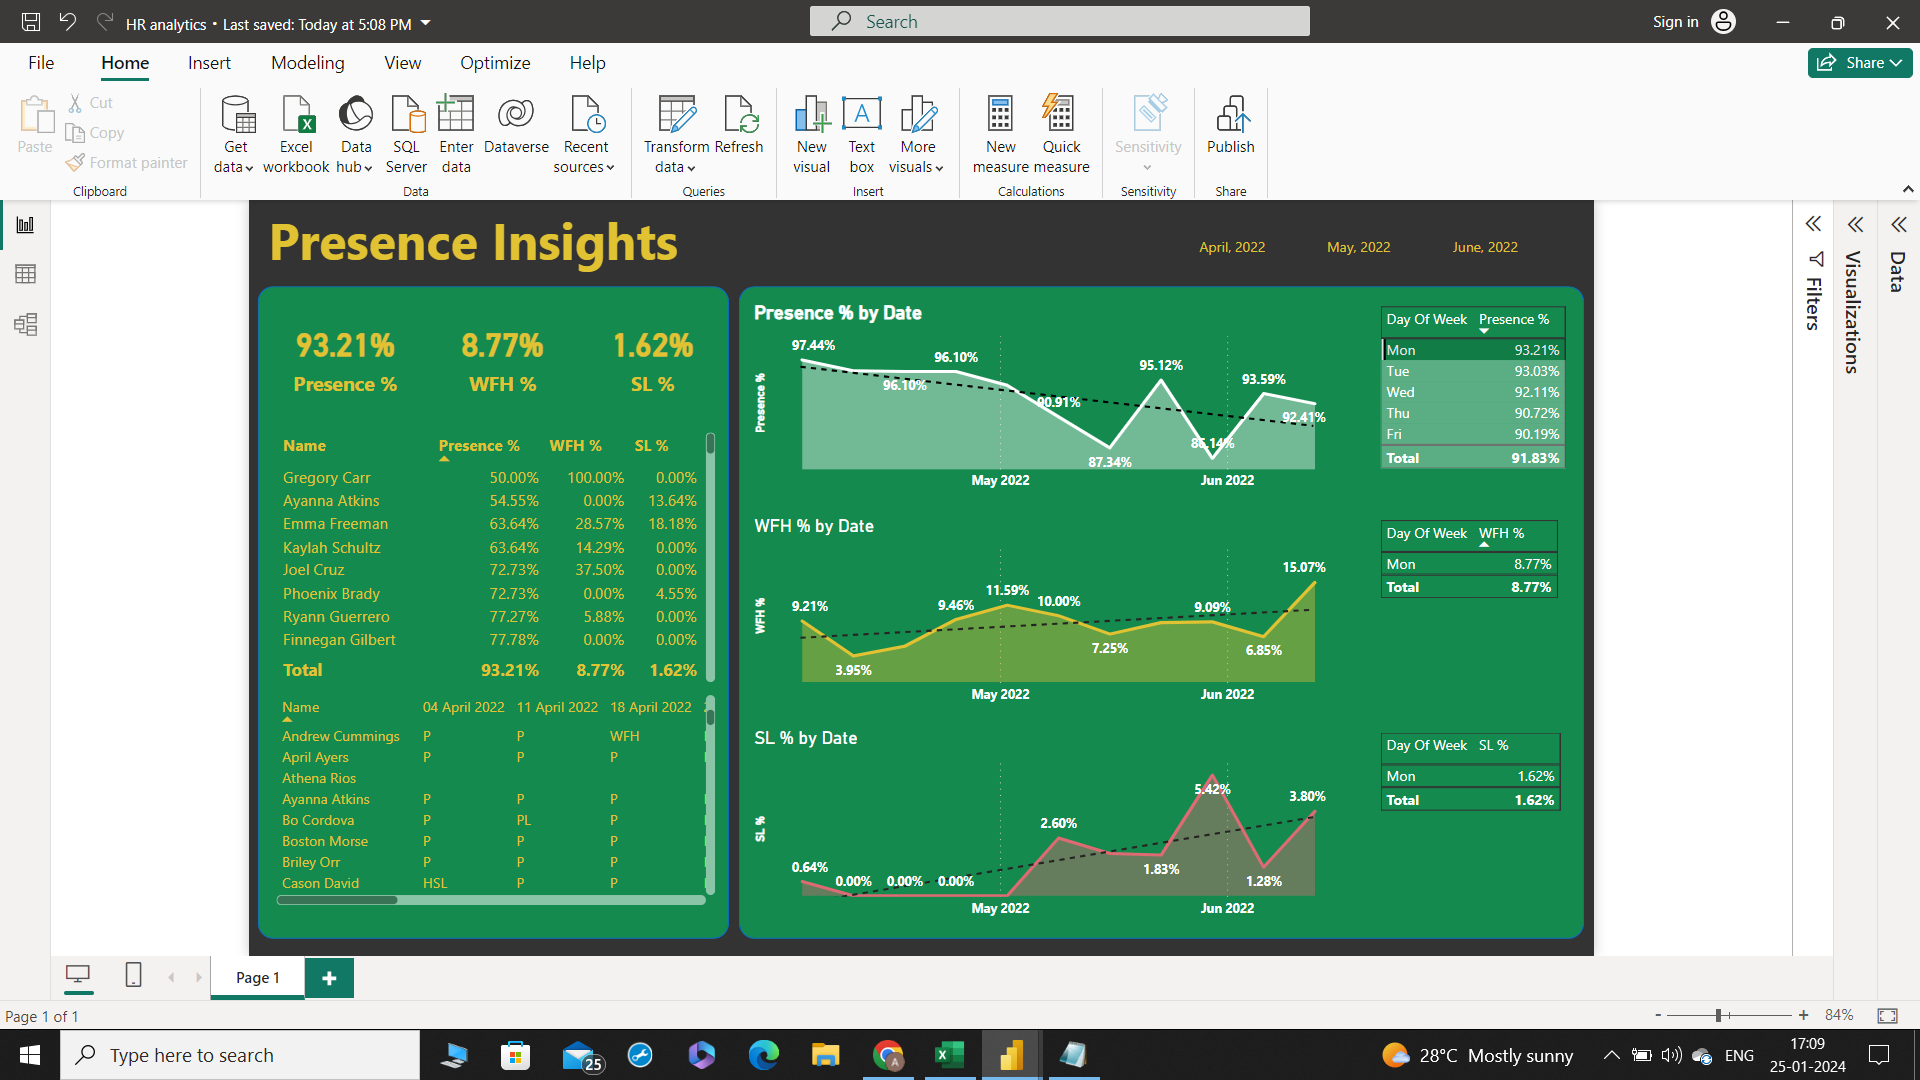 HR analytics • Last saved: Today at 5:08 PM
Search
Sign in
File Home Insert Modeling View Optimize Help
Share
Paste
Cut
Copy
Format painter
Clipboard
Get data
Excel workbook
Data hub
SQL Server
Enter data
Dataverse
Recent sources
Data
Transform data
Refresh
Queries
New visual
Text box
More visuals
Insert
New measure
Quick measure
Calculations
Sensitivity
Sensitivity
Publish
Share
Presence Insights
April, 2022 May, 2022 June, 2022
93.21% 8.77% 1.62%
Presence % WFH % SL %
Name Presence % WFH % SL %
Gregory Carr 50.00% 100.00% 0.00%
Ayanna Atkins 54.55% 0.00% 13.64%
Emma Freeman 63.64% 28.57% 18.18%
Kaylah Schultz 63.64% 14.29% 0.00%
Joel Cruz 72.73% 37.50% 0.00%
Phoenix Brady 72.73% 0.00% 4.55%
Ryann Guerrero 77.27% 5.88% 0.00%
Finnegan Gilbert 77.78% 0.00% 0.00%
Total 93.21% 8.77% 1.62%
Name 04 April 2022 11 April 2022 18 April 2022
Andrew Cummings P P WFH
April Ayers P P P
Athena Rios
Ayanna Atkins P P P
Bo Cordova P PL P
Boston Morse P P P
Briley Orr P P P
Cason David HSL P P
Presence % by Date
Presence %
97.44% 96.10% 96.10% 90.91% 87.34% 95.12% 86.14% 93.59% 92.41%
May 2022 Jun 2022
Day Of Week Presence %
Mon 93.21%
Tue 93.03%
Wed 92.11%
Thu 90.72%
Fri 90.19%
Total 91.83%
WFH % by Date
WFH %
9.21% 3.95% 9.46% 11.59% 10.00% 7.25% 9.09% 6.85% 15.07%
May 2022 Jun 2022
Day Of Week WFH %
Mon 8.77%
Total 8.77%
SL % by Date
SL %
0.64% 0.00% 0.00% 0.00% 2.60% 1.83% 5.42% 1.28% 3.80%
May 2022 Jun 2022
Day Of Week SL %
Mon 1.62%
Total 1.62%
Filters
Visualizations
Data
Page 1
Page 1 of 1
- + 84%
Type here to search
25
28°C Mostly sunny
ENG
17:09
25-01-2024